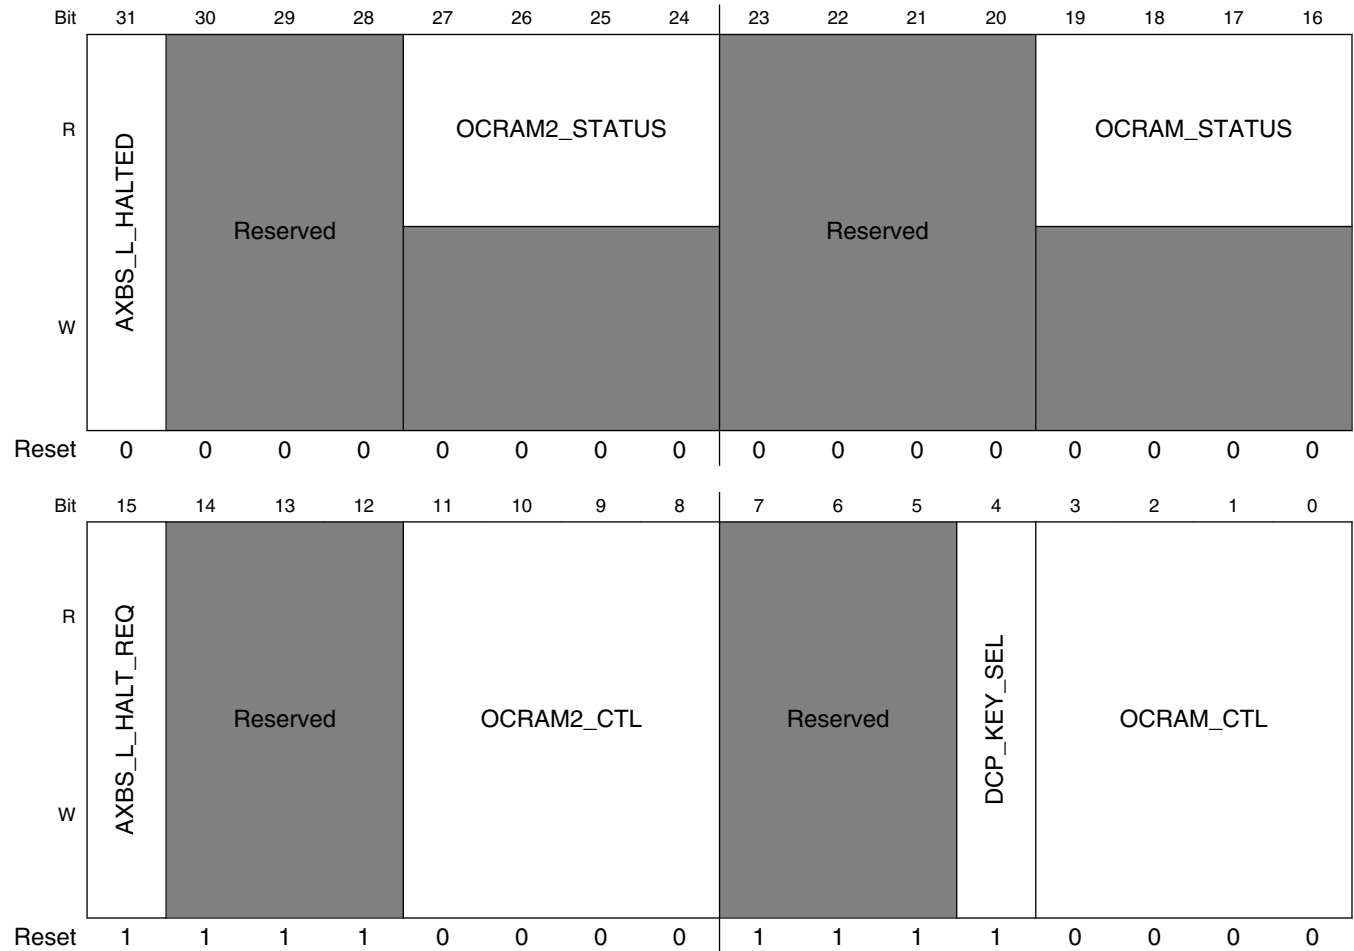 Bit 31 30 29 28 27 26 25 24 23 22 21 20 19 18 17 16
R
W
AXBS_L_HALTED
Reserved
OCRAM2_STATUS
Reserved
OCRAM_STATUS
Reset 0 0 0 0 0 0 0 0 0 0 0 0 0 0 0 0
Bit 15 14 13 12 11 10 9 8 7 6 5 4 3 2 1 0
R
W
AXBS_L_HALT_REQ
Reserved
OCRAM2_CTL
Reserved
DCP_KEY_SEL
OCRAM_CTL
Reset 1 1 1 1 0 0 0 0 1 1 1 1 0 0 0 0